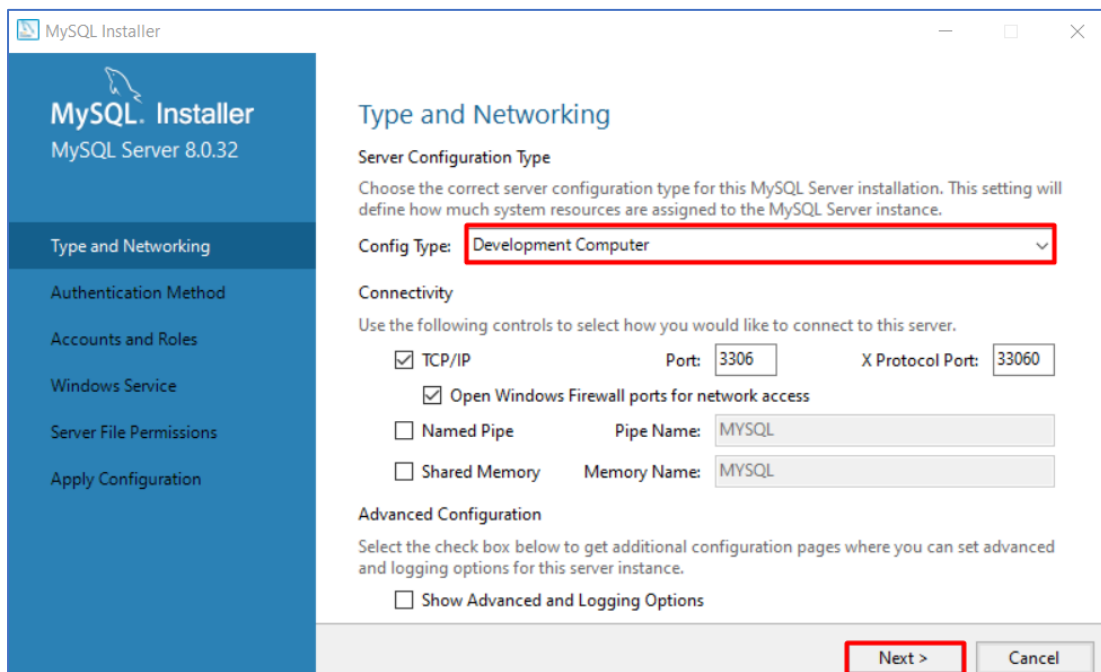 MySQL Installer
MySQL. Installer
MySQL Server 8.0.32
Type and Networking
Authentication Method
Accounts and Roles
Windows Service
Server File Permissions
Apply Configuration
Type and Networking
Server Configuration Type
Choose the correct server configuration type for this MySQL Server installation. This setting will
define how much system resources are assigned to the MySQL Server instance.
Config Type: Development Computer
Connectivity
Use the following controls to select how you would like to connect to this server.
TCP/IP Port: 3306 X Protocol Port: 33060
Open Windows Firewall ports for network access
Named Pipe Pipe Name: MYSQL
Shared Memory Memory Name: MYSQL
Advanced Configuration
Select the check box below to get additional configuration pages where you can set advanced
and logging options for this server instance.
Show Advanced and Logging Options
Next > Cancel